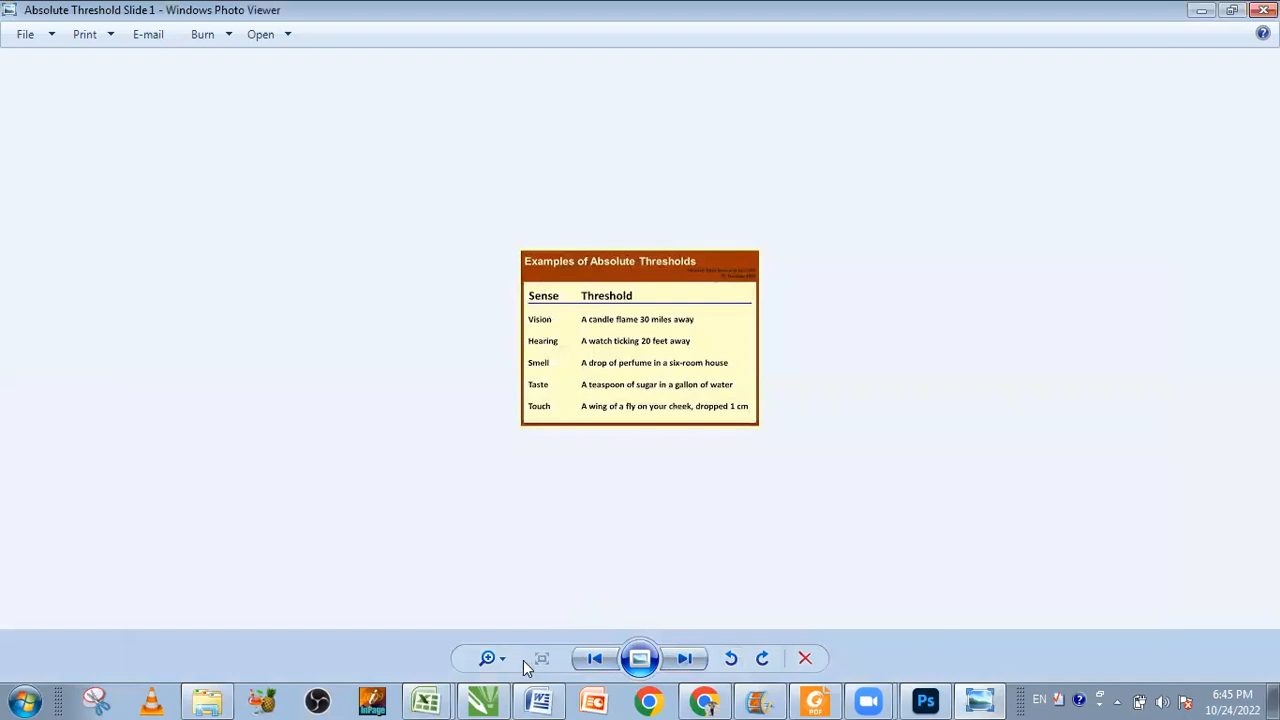 Absolute Threshold Slide 1 - Windows Photo Viewer
File Print E-mail Burn Open
Examples of Absolute Thresholds
Sense Threshold
Vision A candle flame 30 miles away
Hearing A watch ticking 20 feet away
Smell A drop of perfume in a six-room house
Taste A teaspoon of sugar in a gallon of water
Touch A wing of a fly on your cheek, dropped 1 cm
InPage
PDF
Ps
EN
6:45 PM
10/24/2022